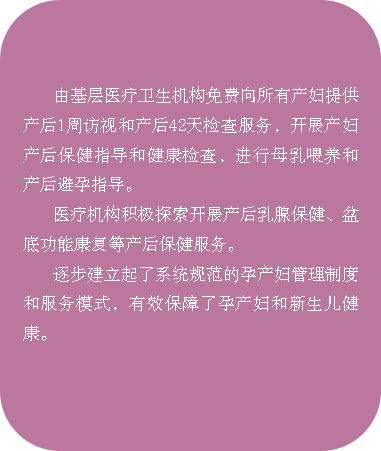 由基层医疗卫生机构免费向所有产妇提供
产后1周访视和产后42天检查服务，开展产妇
产后保健指导和健康检查，进行母乳喂养和
产后避孕指导。
医疗机构积极探索开展产后乳腺保健、盆
底功能康复等产后保健服务。
逐步建立起了系统规范的孕产妇管理制度
和服务模式，有效保障了孕产妇和新生儿健
康。